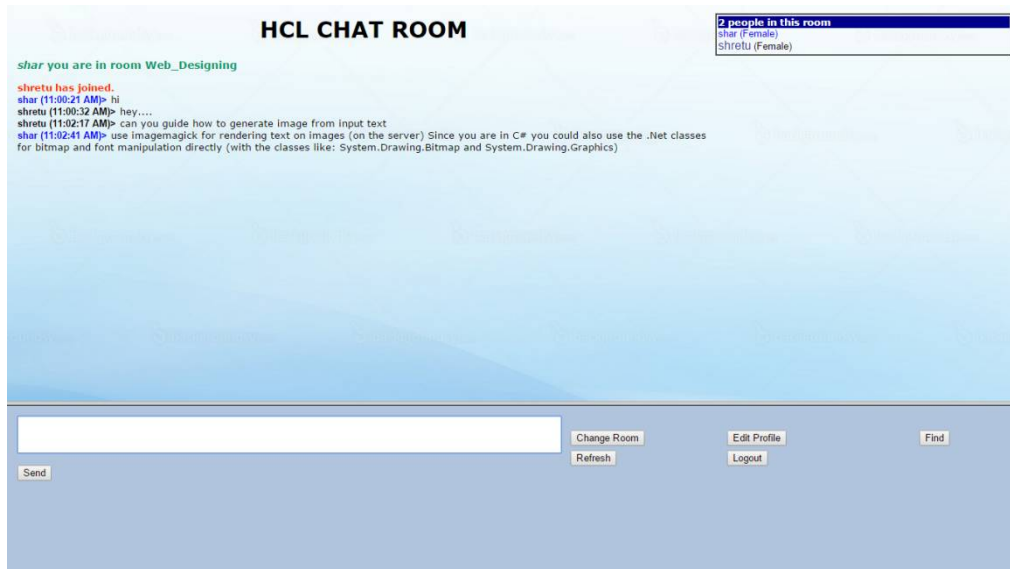 HCL CHAT ROOM
2 people in this room
shar (Female)
shretu (Female)
shar you are in room Web_Designing
shretu has joined.
shar (11:00:21 AM)> hi
shretu (11:00:32 AM)> hey....
shretu (11:02:17 AM)> can you guide how to generate image from input text
shar (11:02:41 AM)> use imagemagick for rendering text on images (on the server) Since you are in C# you could also use the .Net classes
for bitmap and font manipulation directly (with the classes like: System.Drawing.Bitmap and System.Drawing.Graphics)
Change Room
Edit Profile
Find
Refresh
Logout
Send